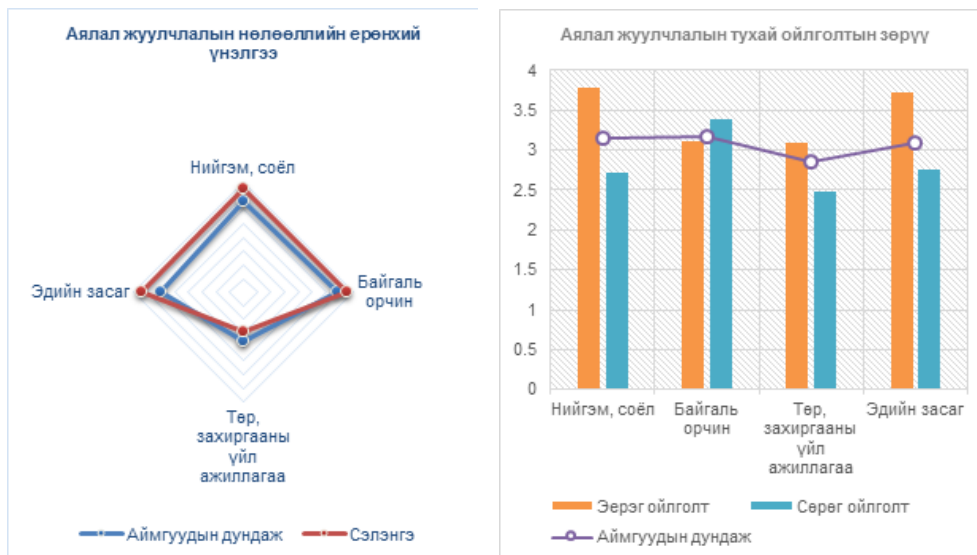 Аялал жуулчлалын нөлөөллийн ерөнхий
үнэлгээ
Нийгэм, соёл
Байгаль
орчин
Төр,
захиргааны
үйл
ажиллагаа
Эдийн засаг
Аймгуудын дундаж
Сэлэнгэ
Аялал жуулчлалын тухай ойлголтын зөрүү
4
3.5
3
2.5
2
1.5
1
0.5
0
Нийгэм, соёл
Байгаль
орчин
Төр,
захиргааны
үйл
ажиллагаа
Эдийн засаг
Эерэг ойлголт
Сөрөг ойлголт
Аймгуудын дундаж